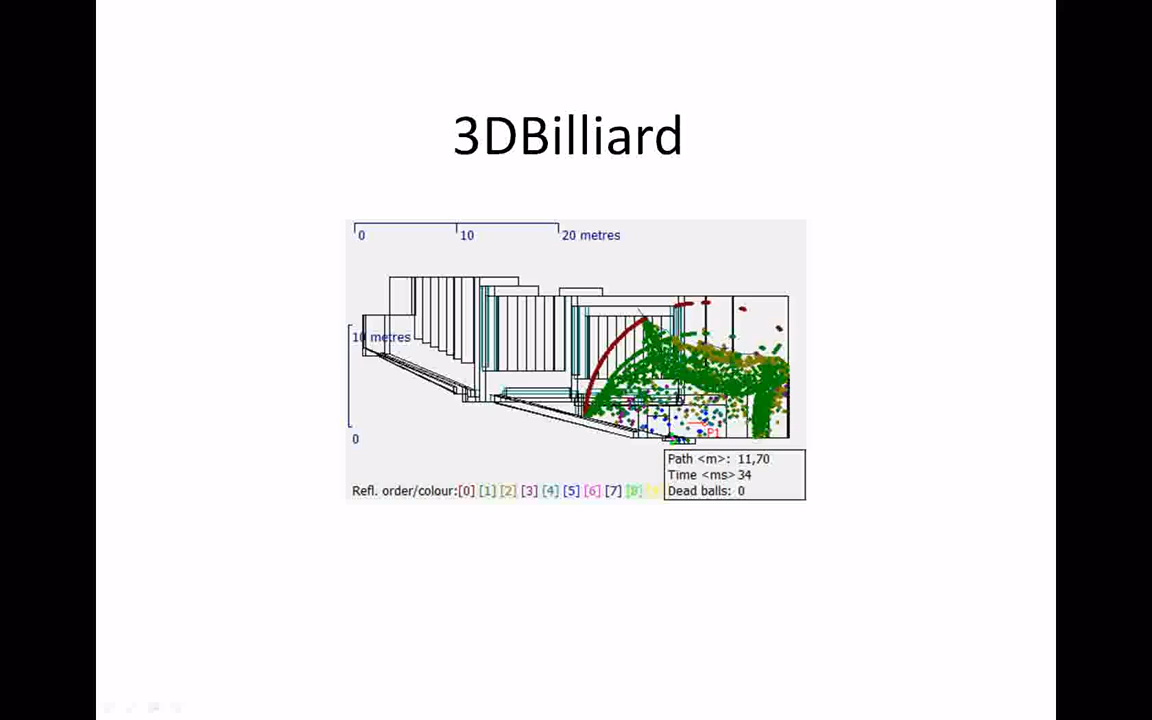 3DBilliard
0 10 20 metres
10 metres
0
P1
Path <m>: 11,70
Time <ms> 34
Dead balls: 0
Refl. order/colour:[0] [1] [2] [3] [4] [5] [6] [7] [8]